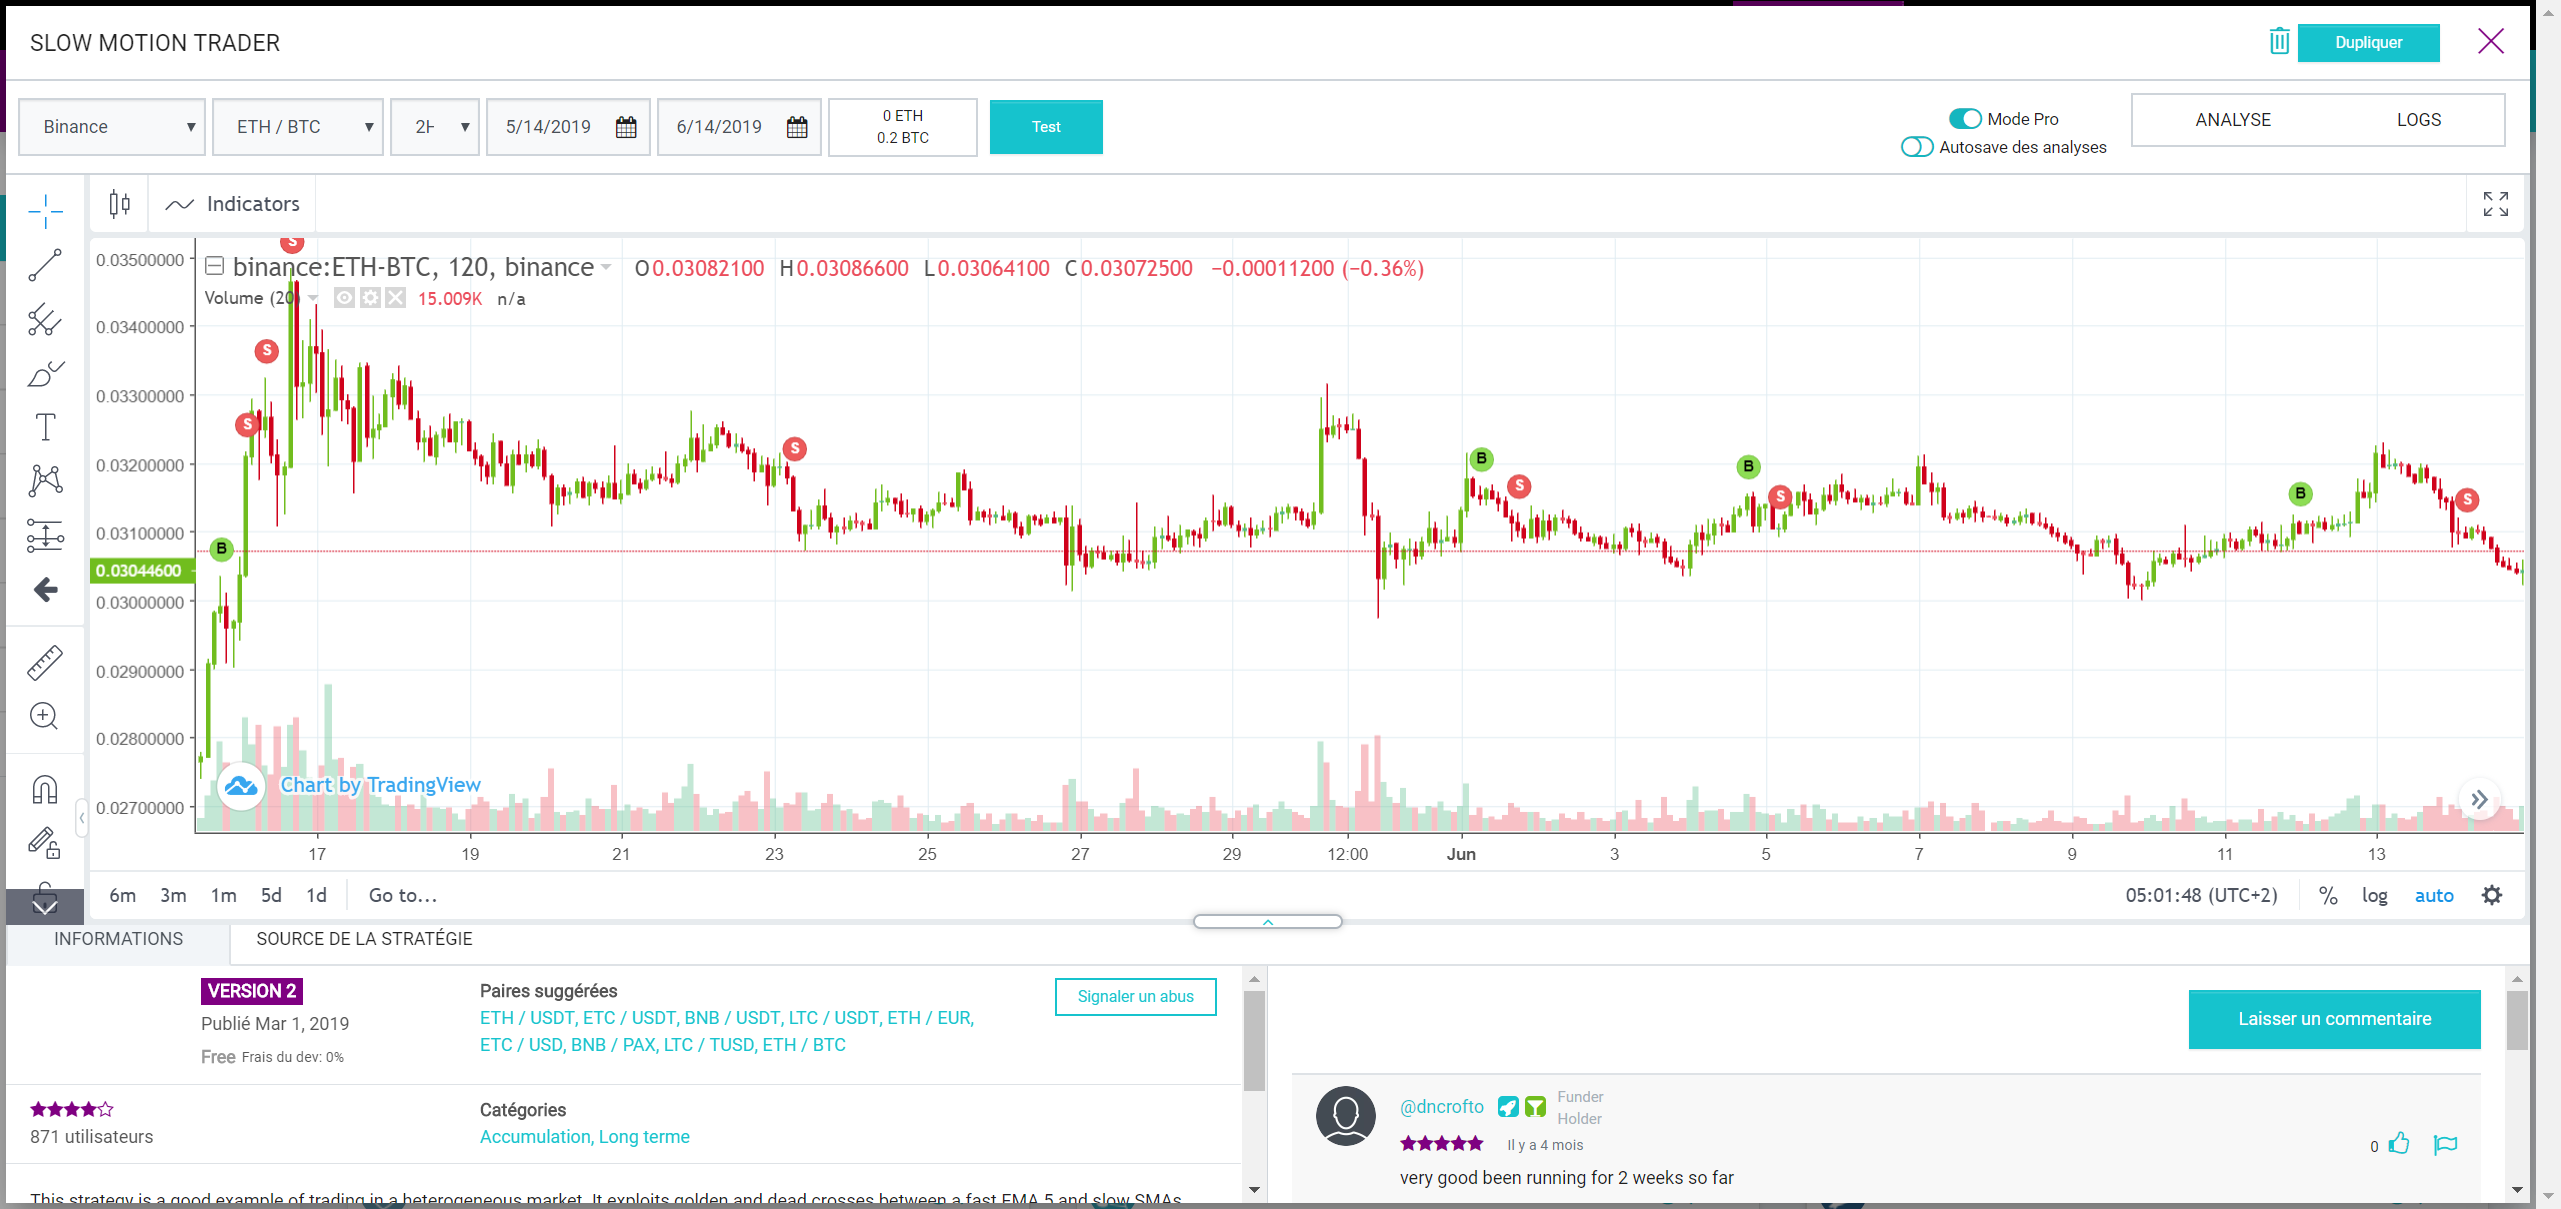 SLOW MOTION TRADER
Dupliquer
Binance
ETH / BTC
5/14/2019
6/14/2019
0 ETH
0.2 BTC
Test
Mode Pro
Autosave des analyses
ANALYSE
LOGS
Indicators
binance:ETH-BTC, 120, binance O0.03082100 H0.03086600 L0.03064100 C0.03072500 −0.00011200 (−0.36%)
Volume (20) 15.009K n/a
0.03500000
0.03400000
0.03300000
0.03200000
0.03100000
0.03044600
0.03000000
0.02900000
0.02800000
0.02700000
S
S
S
B
S
B
S
B
S
B
S
Chart by TradingView
17 19 21 23 25 27 29 12:00 Jun 3 5 7 9 11 13
6m 3m 1m 5d 1d Go to...
05:01:48 (UTC+2) % log auto
INFORMATIONS
SOURCE DE LA STRATÉGIE
VERSION 2
Publié Mar 1, 2019
Free Frais du dev: 0%
Paires suggérées
ETH / USDT, ETC / USDT, BNB / USDT, LTC / USDT, ETH / EUR,
ETC / USD, BNB / PAX, LTC / TUSD, ETH / BTC
Signaler un abus
871 utilisateurs
Catégories
Accumulation, Long terme
This strategy is a good example of trading in a heterogeneous market. It exploits golden and dead crosses between a fast EMA 5 and slow SMAs
Laisser un commentaire
@dncrofto
Funder
Holder
Il y a 4 mois
0
very good been running for 2 weeks so far